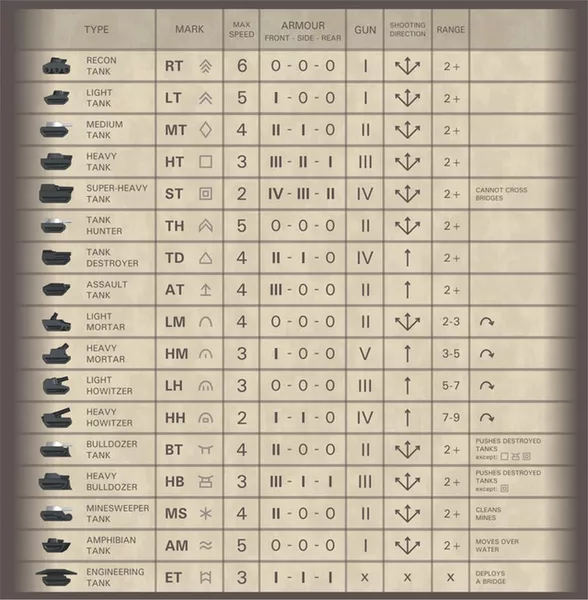 TYPE MARK MAX SPEED ARMOUR FRONT - SIDE - REAR GUN SHOOTING DIRECTION RANGE
RECON TANK RT 6 0 - 0 - 0 I 2+
LIGHT TANK LT 5 I - 0 - 0 I 2+
MEDIUM TANK MT 4 II - I - 0 II 2+
HEAVY TANK HT 3 III - II - I III 2+
SUPER-HEAVY TANK ST 2 IV - III - II IV 2+ CANNOT CROSS BRIDGES
TANK HUNTER TH 5 0 - 0 - 0 II 2+
TANK DESTROYER TD 4 II - I - 0 IV 2+
ASSAULT TANK AT 4 III - 0 - 0 II 2+
LIGHT MORTAR LM 4 0 - 0 - 0 II 2-3
HEAVY MORTAR HM 3 I - 0 - 0 V 3-5
LIGHT HOWITZER LH 3 0 - 0 - 0 III 5-7
HEAVY HOWITZER HH 2 I - I - 0 IV 7-9
BULLDOZER TANK BT 4 II - 0 - 0 II 2+ PUSHES DESTROYED TANKS except:
HEAVY BULLDOZER HB 3 III - I - I III 2+ PUSHES DESTROYED TANKS except:
MINESWEEPER TANK MS 4 II - 0 - 0 II 2+ CLEANS MINES
AMPHIBIAN TANK AM 5 0 - 0 - 0 I 2+ MOVES OVER WATER
ENGINEERING TANK ET 3 I - I - I x x x DEPLOYS A BRIDGE